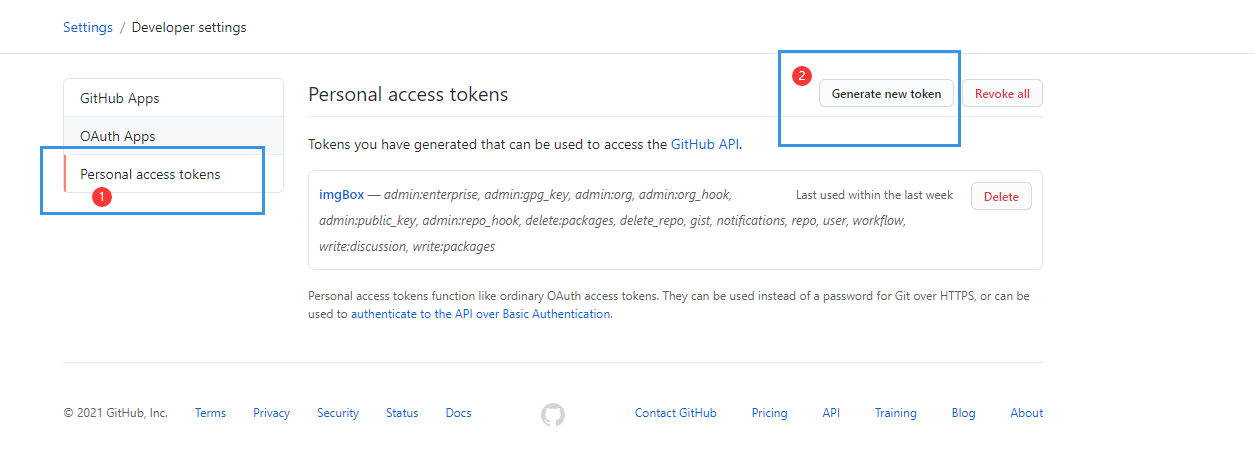 Settings / Developer settings
GitHub Apps
OAuth Apps
Personal access tokens
1
Personal access tokens
2
Generate new token
Revoke all
Tokens you have generated that can be used to access the GitHub API.
imgBox — admin:enterprise, admin:gpg_key, admin:org, admin:org_hook,
admin:public_key, admin:repo_hook, delete:packages, delete_repo, gist, notifications, repo, user, workflow,
write:discussion, write:packages
Last used within the last week
Delete
Personal access tokens function like ordinary OAuth access tokens. They can be used instead of a password for Git over HTTPS, or can be
used to authenticate to the API over Basic Authentication.
© 2021 GitHub, Inc. Terms Privacy Security Status Docs Contact GitHub Pricing API Training Blog About